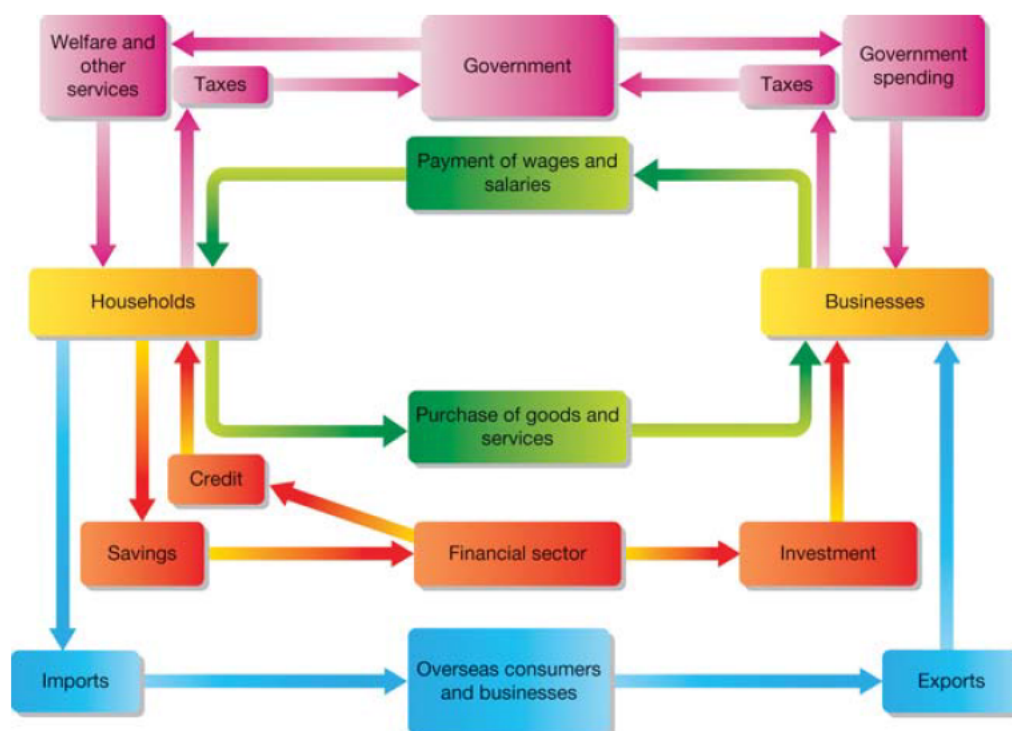 Welfare and
other
services
Taxes
Government
Taxes
Government
spending
Payment of wages and
salaries
Households
Businesses
Purchase of goods and
services
Credit
Savings
Financial sector
Investment
Imports
Overseas consumers
and businesses
Exports